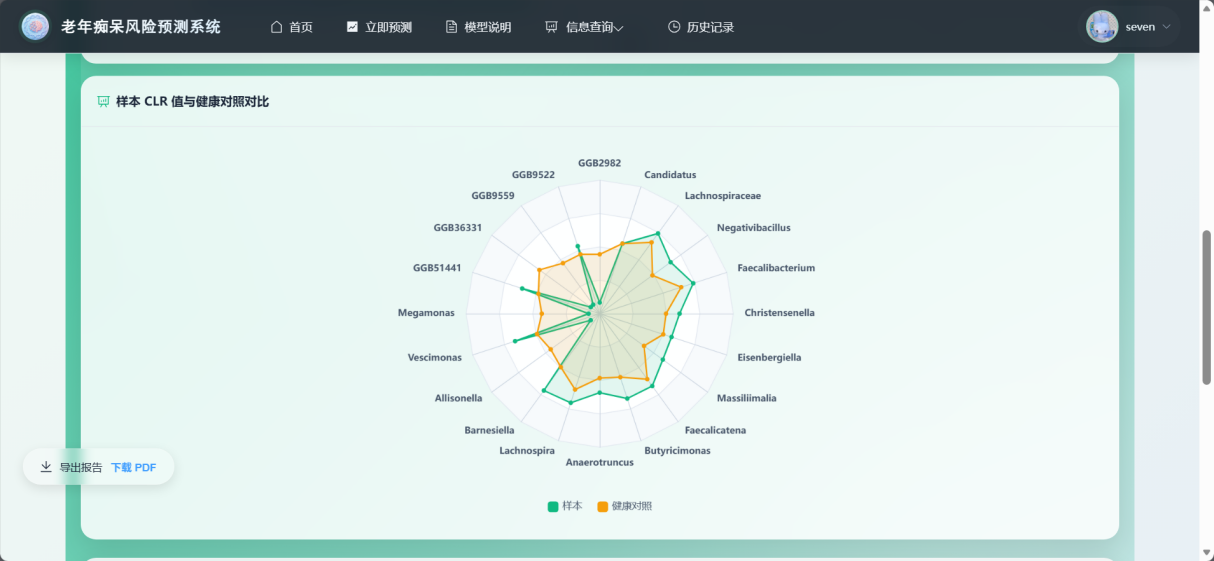 老年痴呆风险预测系统
首页
立即预测
模型说明
信息查询
历史记录
seven
样本 CLR 值与健康对照对比
GGB2982
GGB9522
Candidatus
GGB9559
Lachnospiraceae
GGB36331
Negativibacillus
GGB51441
Faecalibacterium
Megamonas
Christensenella
Vescimonas
Eisenbergiella
Allisonella
Massiliimalia
Barnesiella
Faecalicatena
Lachnospira
Butyricimonas
Anaerotruncus
导出报告 下载 PDF
样本 健康对照